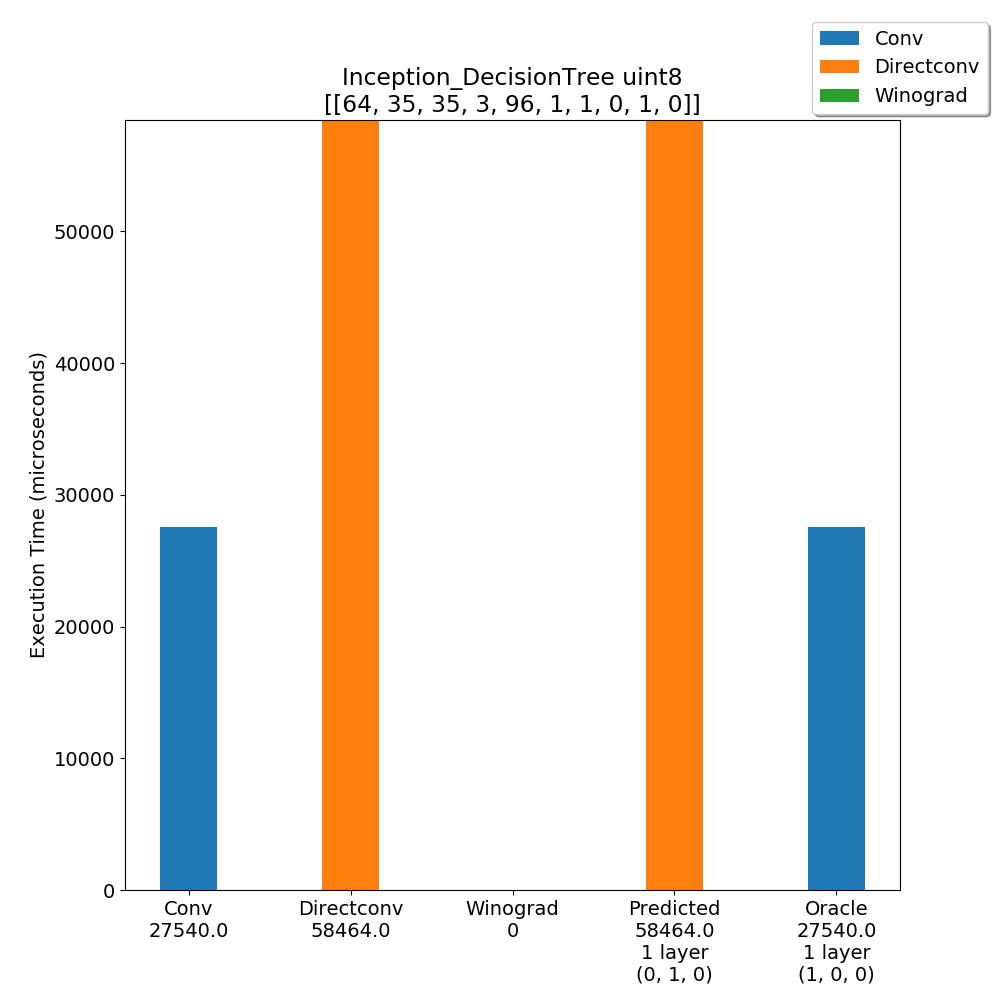 Conv
Directconv
Winograd
Inception_DecisionTree uint8
[[64, 35, 35, 3, 96, 1, 1, 0, 1, 0]]
Execution Time (microseconds)
50000
40000
30000
20000
10000
0
Conv
27540.0
Directconv
58464.0
Winograd
0
Predicted
58464.0
1 layer
(0, 1, 0)
Oracle
27540.0
1 layer
(1, 0, 0)